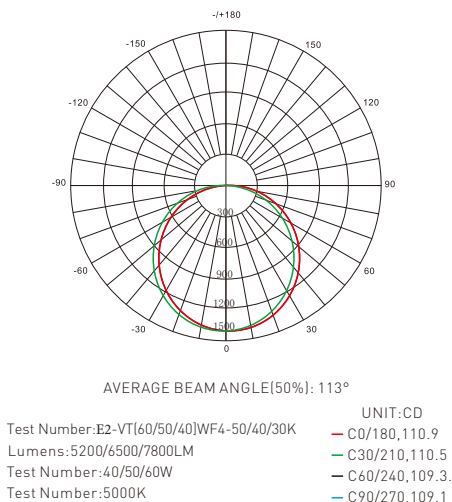 -/+180
-150
150
-120
120
-90
90
300
-60
60
600
900
1200
-30
30
1500
0
AVERAGE BEAM ANGLE(50%): 113°
UNIT:CD
Test Number:E2-VT(60/50/40)WF4-50/40/30K
C0/180,110.9
Lumens:5200/6500/7800LM
C30/210,110.5
Test Number:40/50/60W
C60/240,109.3.
Test Number:5000K
C90/270,109.1